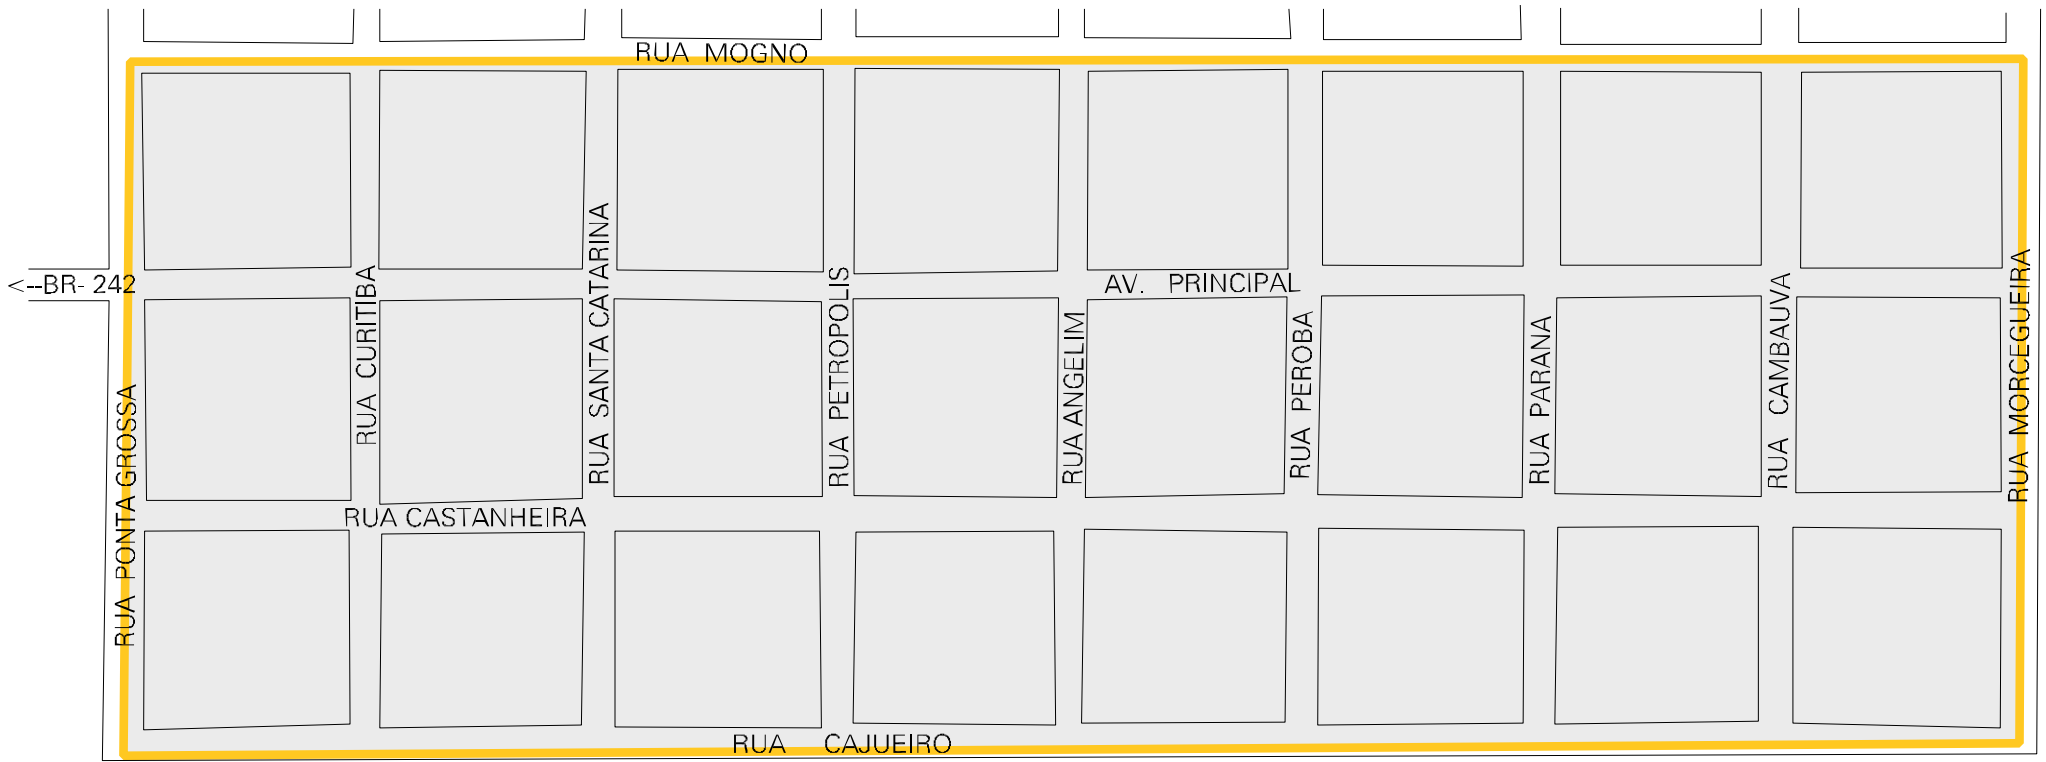 RUA MOGNO
<--BR- 242
AV. PRINCIPAL
RUA PONTA GROSSA
RUA CURITIBA
RUA SANTA CATARINA
RUA PETROPOLIS
RUA ANGELIM
RUA PEROBA
RUA PARANA
RUA CAMBAUVA
RUA MORCEGUEIRA
RUA CASTANHEIRA
RUA CAJUEIRO